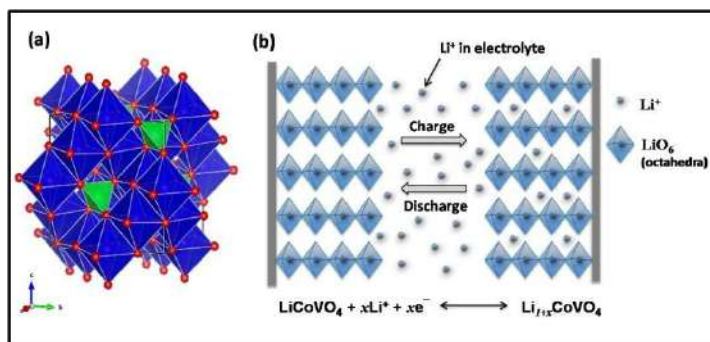 (a)
(b)
Li⁺ in electrolyte
Charge
Discharge
Li⁺
LiO₆
(octahedra)
c
b
LiCoVO₄ + xLi⁺ + xe⁻ ⟷ Li₁₊ₓCoVO₄